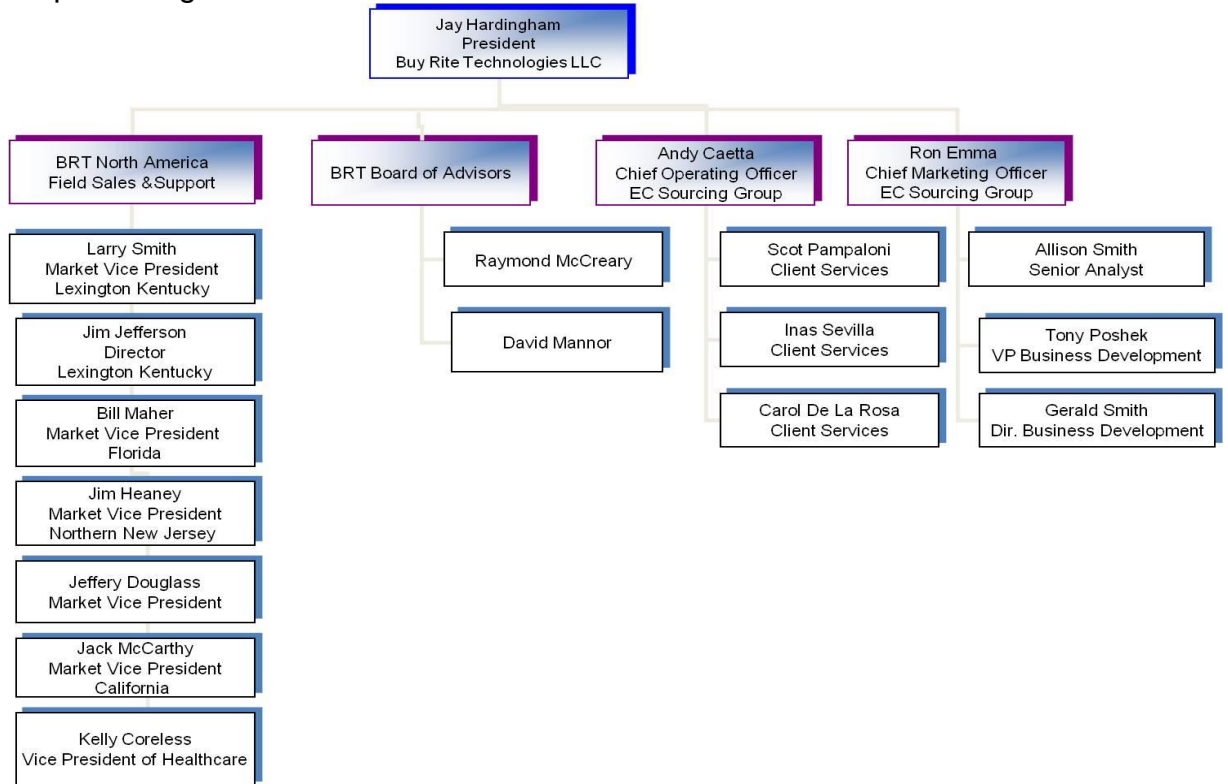 Jay Hardingham
President
Buy Rite Technologies LLC
BRT North America
Field Sales &Support
BRT Board of Advisors
Andy Caetta
Chief Operating Officer
EC Sourcing Group
Ron Emma
Chief Marketing Officer
EC Sourcing Group
Larry Smith
Market Vice President
Lexington Kentucky
Jim Jefferson
Director
Lexington Kentucky
Bill Maher
Market Vice President
Florida
Jim Heaney
Market Vice President
Northern New Jersey
Jeffery Douglass
Market Vice President
Jack McCarthy
Market Vice President
California
Kelly Coreless
Vice President of Healthcare
Raymond McCreary
David Mannor
Scot Pampaloni
Client Services
Inas Sevilla
Client Services
Carol De La Rosa
Client Services
Allison Smith
Senior Analyst
Tony Poshek
VP Business Development
Gerald Smith
Dir. Business Development